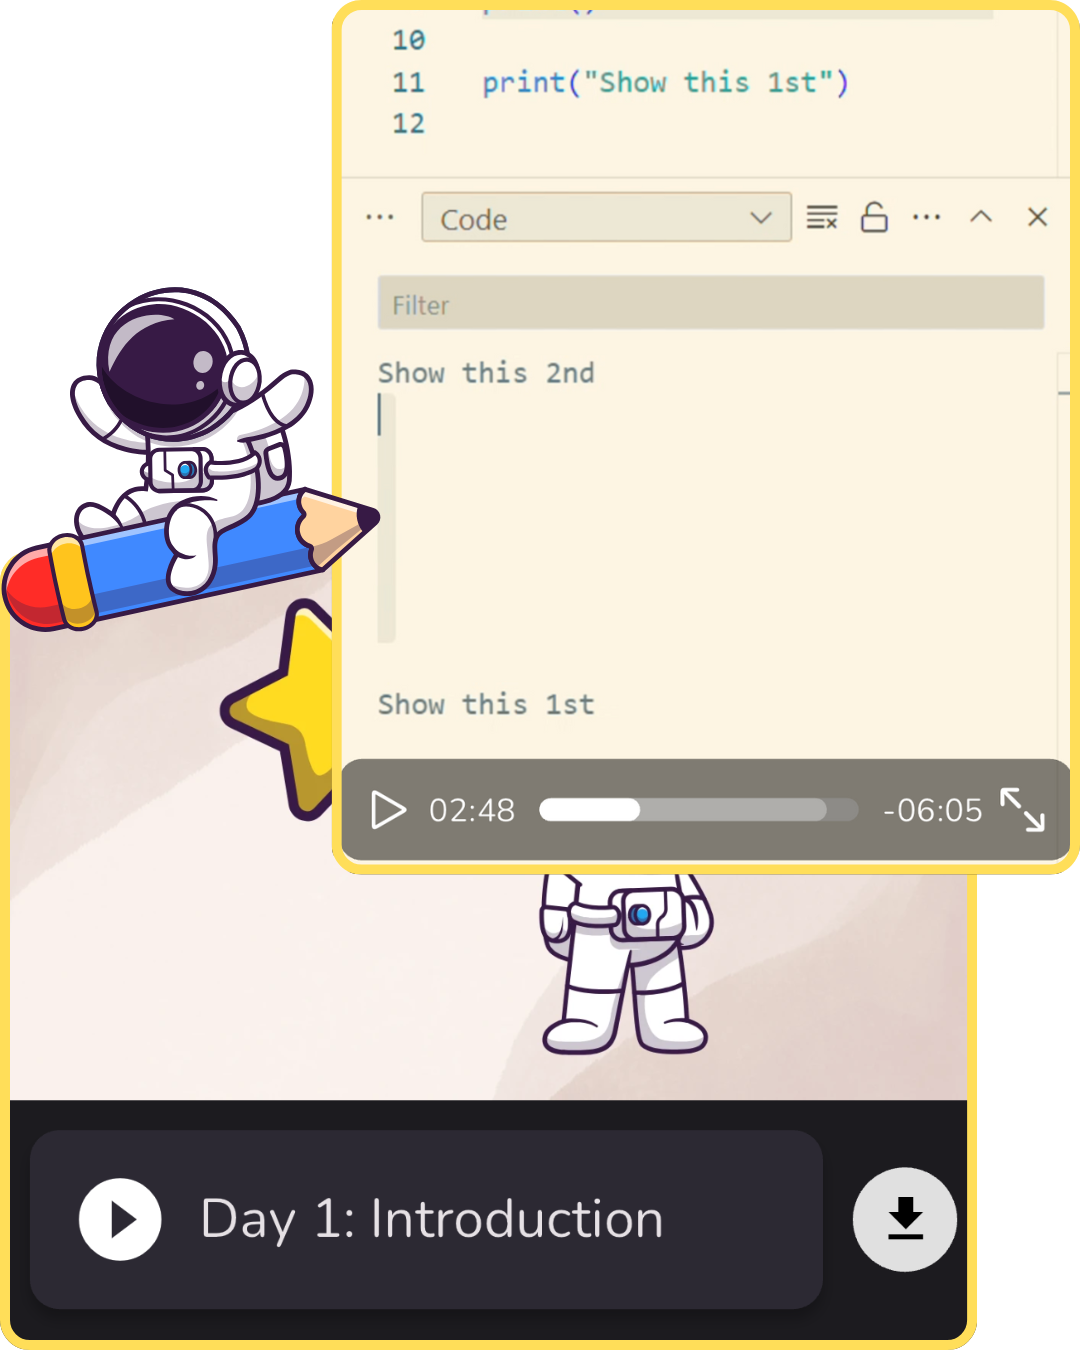 10
11 print("Show this 1st")
12
Code
Filter
Show this 2nd
Show this 1st
02:48 -06:05
Day 1: Introduction